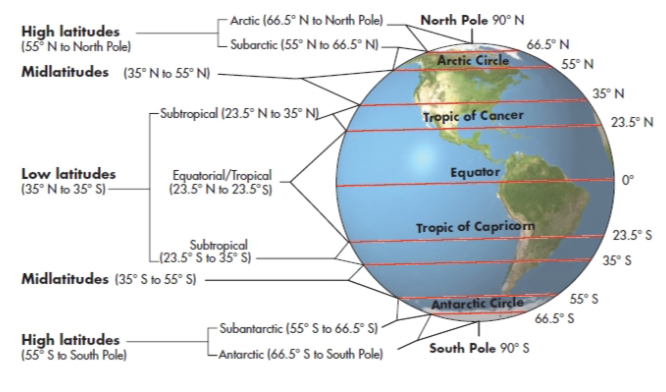 Arctic (66.5° N to North Pole)
North Pole 90° N
High latitudes
(55° N to North Pole)
Subarctic (55° N to 66.5° N)
66.5° N
Arctic Circle
55° N
Midlatitudes (35° N to 55° N)
35° N
Subtropical (23.5° N to 35° N)
Tropic of Cancer
23.5° N
Low latitudes
(35° N to 35° S)
Equatorial/Tropical
(23.5° N to 23.5° S)
Equator
0°
Tropic of Capricorn
23.5° S
Subtropical
(23.5° S to 35° S)
35° S
Midlatitudes (35° S to 55° S)
55° S
Antarctic Circle
66.5° S
High latitudes
(55° S to South Pole)
Subantarctic (55° S to 66.5° S)
Antarctic (66.5° S to South Pole)
South Pole 90° S